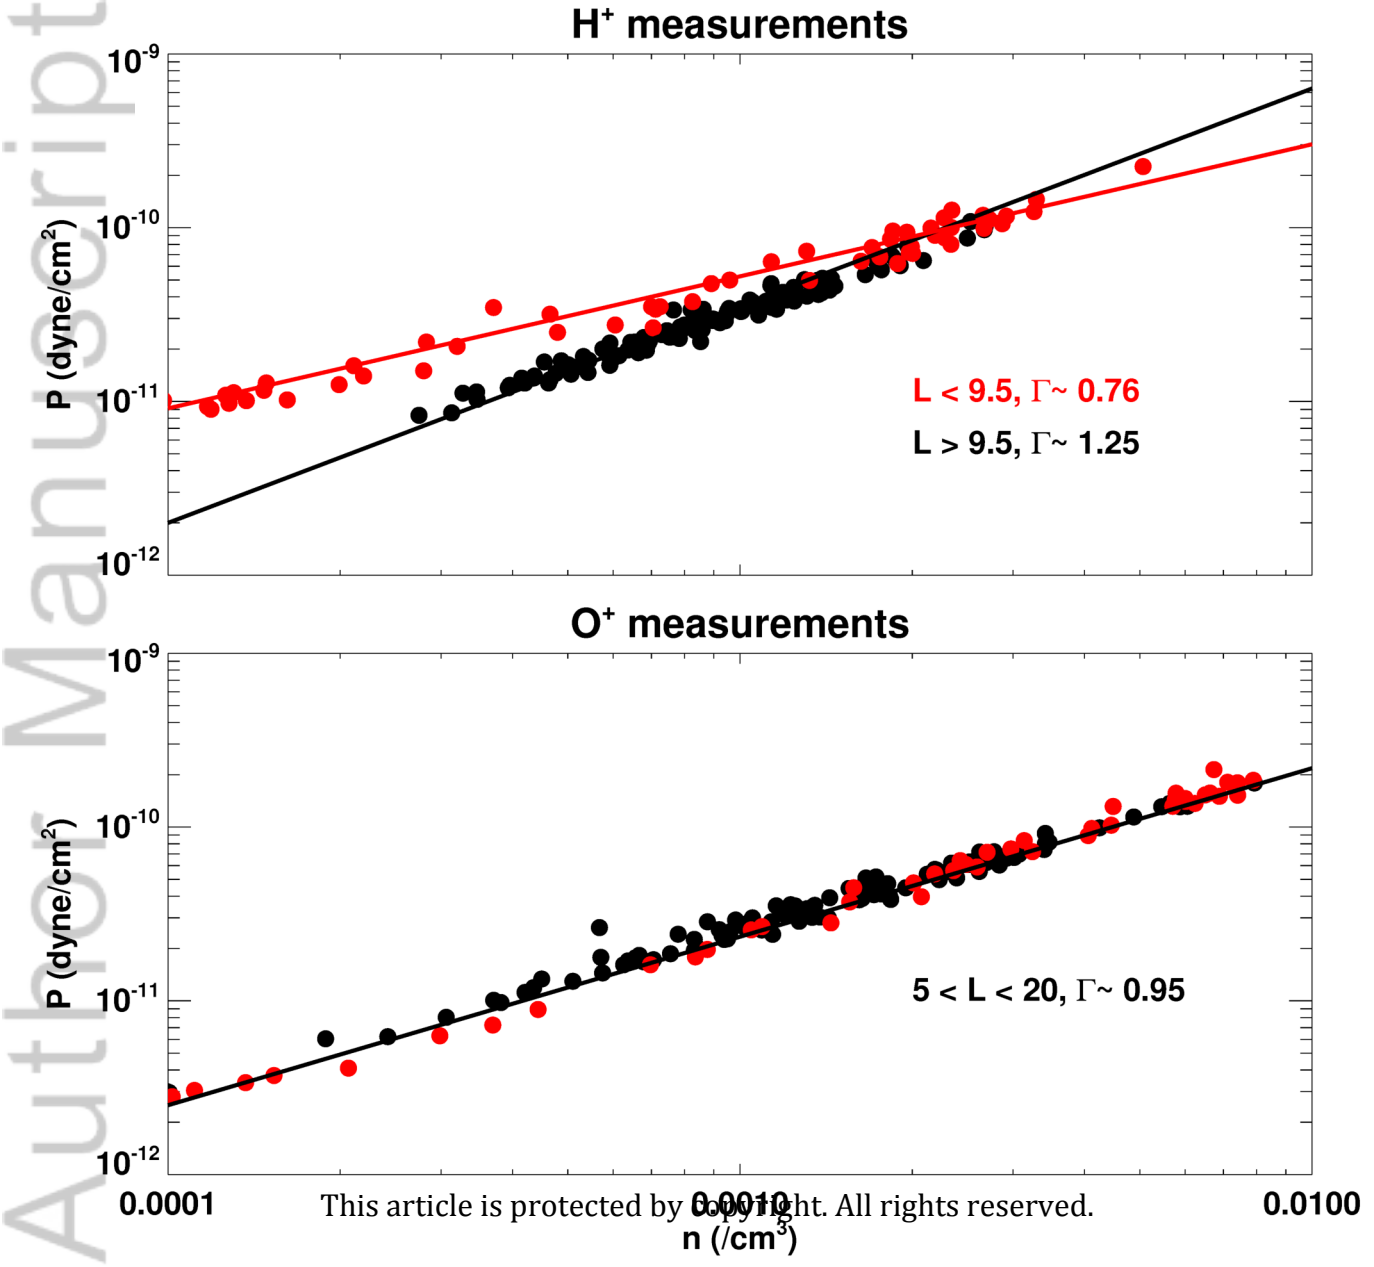 Author Manuscript
H⁺ measurements
10⁻⁹
10⁻¹⁰
10⁻¹¹
10⁻¹²
P (dyne/cm²)
L < 9.5, Γ~ 0.76
L > 9.5, Γ~ 1.25
O⁺ measurements
10⁻⁹
10⁻¹⁰
10⁻¹¹
10⁻¹²
P (dyne/cm²)
5 < L < 20, Γ~ 0.95
0.0001 0.0010 0.0100
This article is protected by copyright. All rights reserved.
n (/cm³)